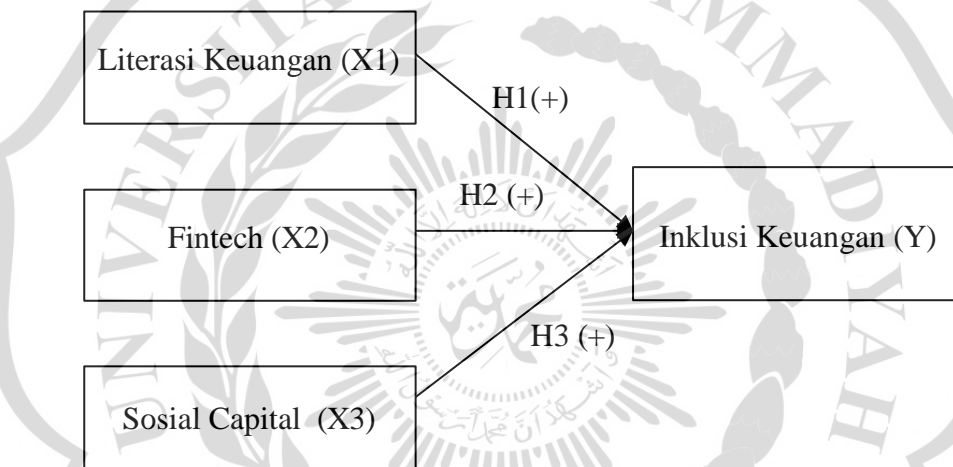 Literasi Keuangan (X1)
H1(+)
Fintech (X2)
H2 (+)
Inklusi Keuangan (Y)
H3 (+)
Sosial Capital  (X3)